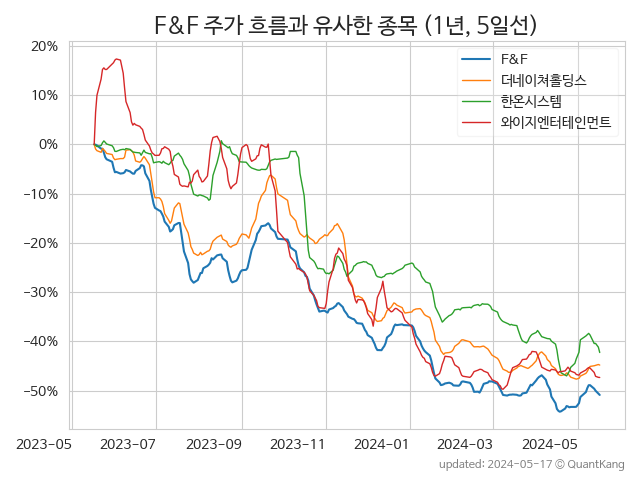 F&F 주가 흐름과 유사한 종목 (1년, 5일선)
20%
10%
0%
−10%
−20%
−30%
−40%
−50%
F&F
더네이쳐홀딩스
한온시스템
와이지엔터테인먼트
2023-05 2023-07 2023-09 2023-11 2024-01 2024-03 2024-05
updated: 2024-05-17 © QuantKang